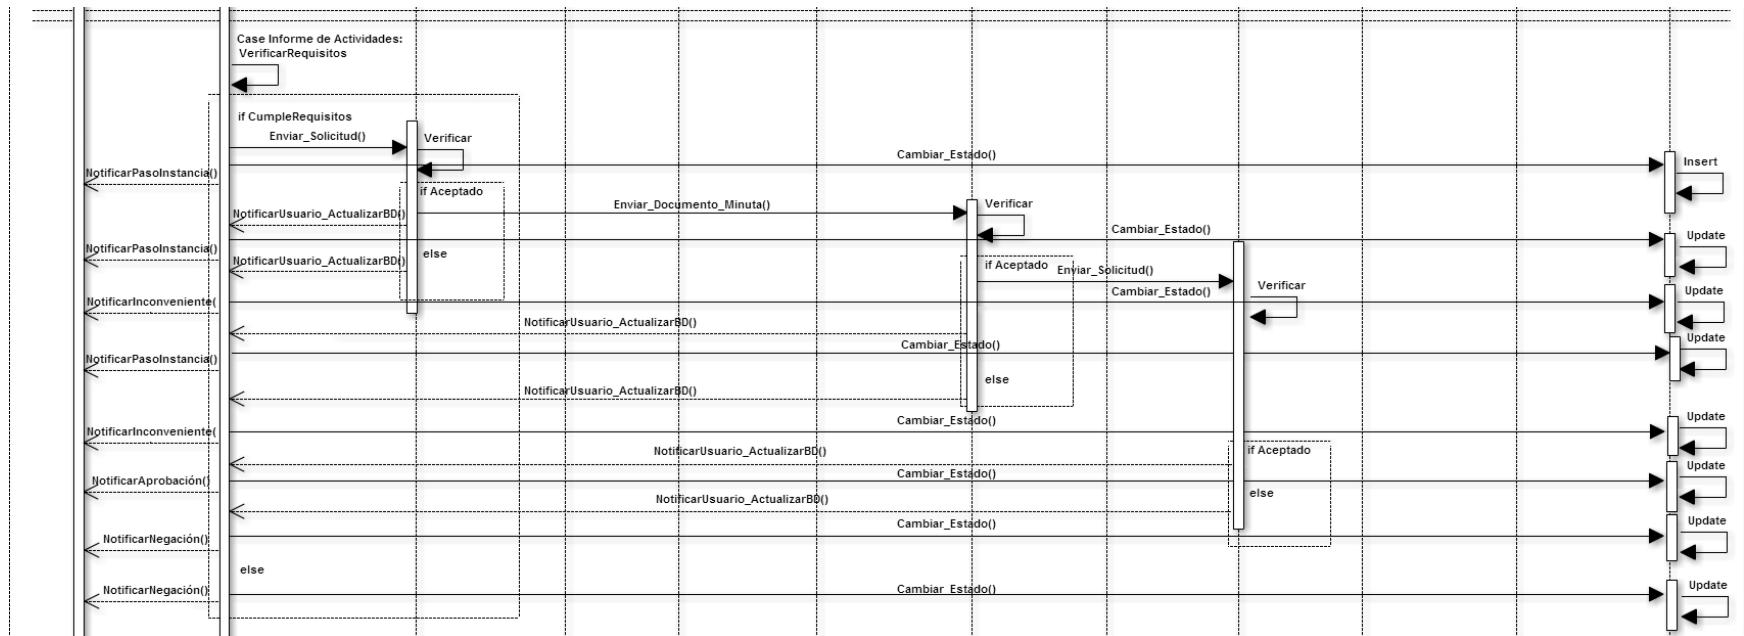 Case Informe de Actividades:
VerificarRequisitos
if CumpleRequisitos
Enviar_Solicitud()
Verificar
Cambiar_Estado()
Insert
NotificarPasoInstancia()
if Aceptado
Enviar_Documento_Minuta()
Verificar
NotificarUsuario_ActualizarBD()
Cambiar_Estado()
Update
NotificarPasoInstancia()
else
NotificarUsuario_ActualizarBD()
if Aceptado
Enviar_Solicitud()
Verificar
NotificarInconveniente(
Cambiar_Estado()
Update
NotificarUsuario_ActualizarBD()
Cambiar_Estado()
Update
NotificarPasoInstancia()
else
NotificarUsuario_ActualizarBD()
Cambiar_Estado()
Update
NotificarInconveniente(
NotificarUsuario_ActualizarBD()
if Aceptado
Cambiar_Estado()
Update
NotificarAprobación()
else
NotificarUsuario_ActualizarBD()
Cambiar_Estado()
Update
NotificarNegación()
else
NotificarNegación()
Cambiar_Estado()
Update